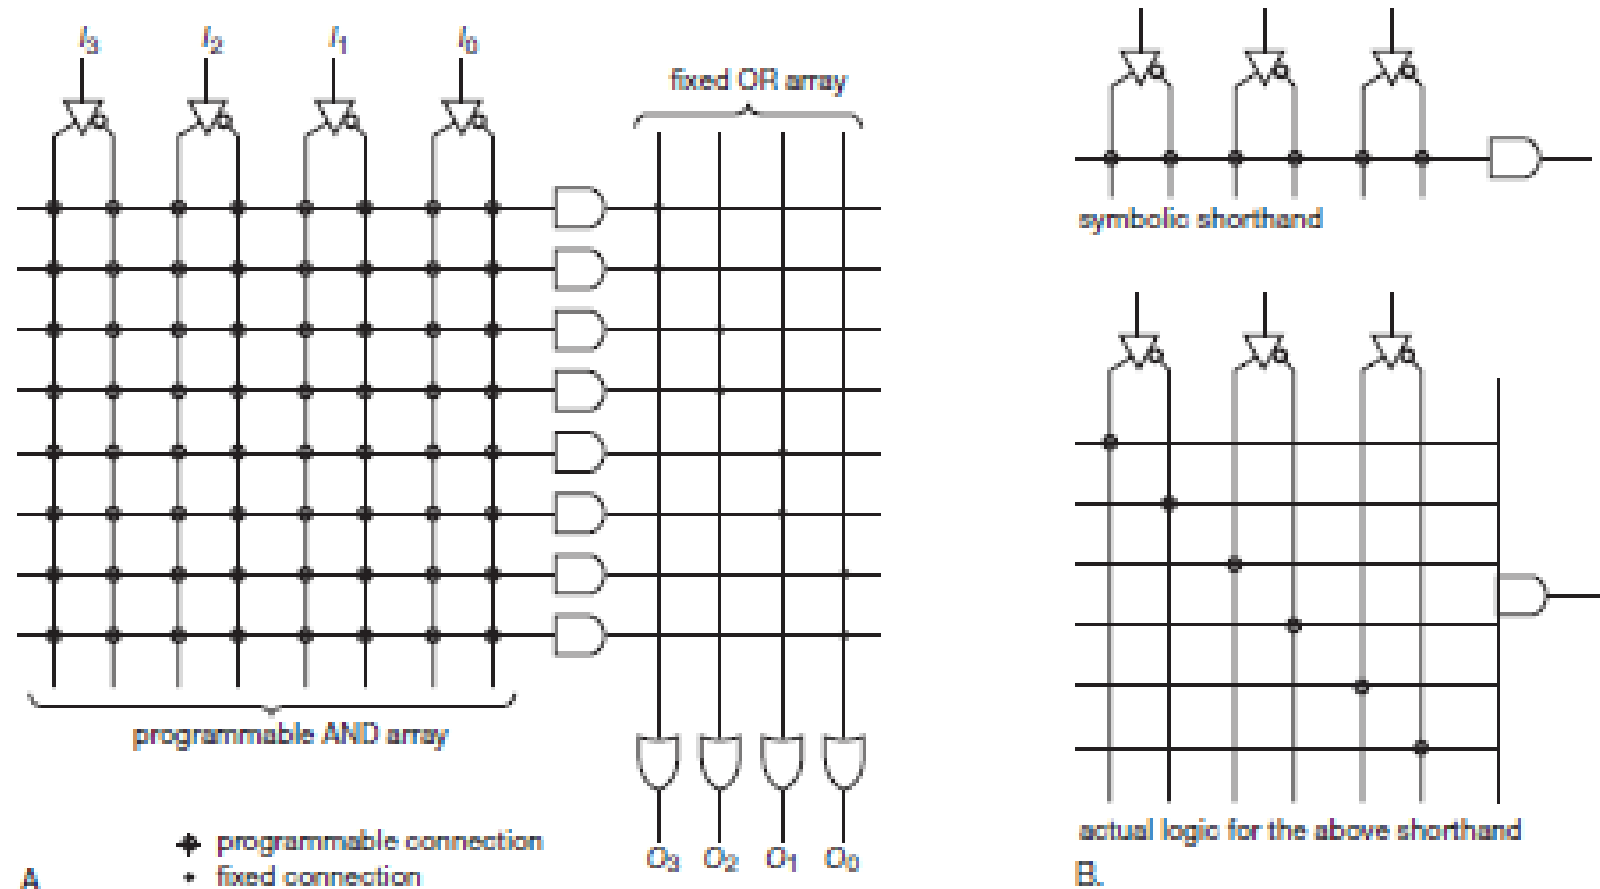 I3 I2 I1 I0
fixed OR array
programmable AND array
programmable connection
fixed connection
O3 O2 O1 O0
A
symbolic shorthand
actual logic for the above shorthand
B.